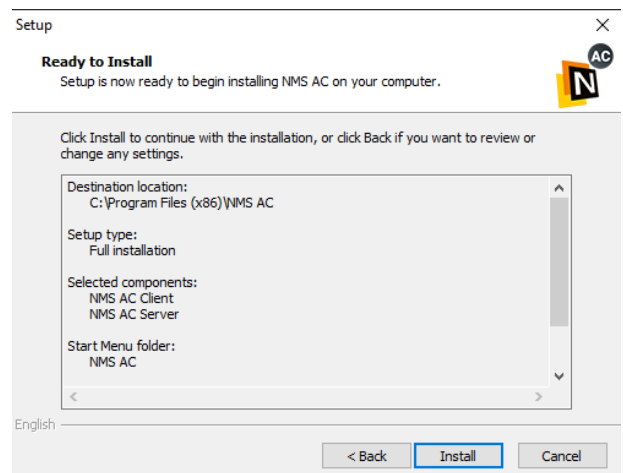 Setup
Ready to Install
AC
Setup is now ready to begin installing NMS AC on your computer.
N
Click Install to continue with the installation, or click Back if you want to review or
change any settings.
Destination location:
C:\Program Files (x86)\NMS AC
Setup type:
Full installation
Selected components:
NMS AC Client
NMS AC Server
Start Menu folder:
NMS AC
English
< Back Install Cancel